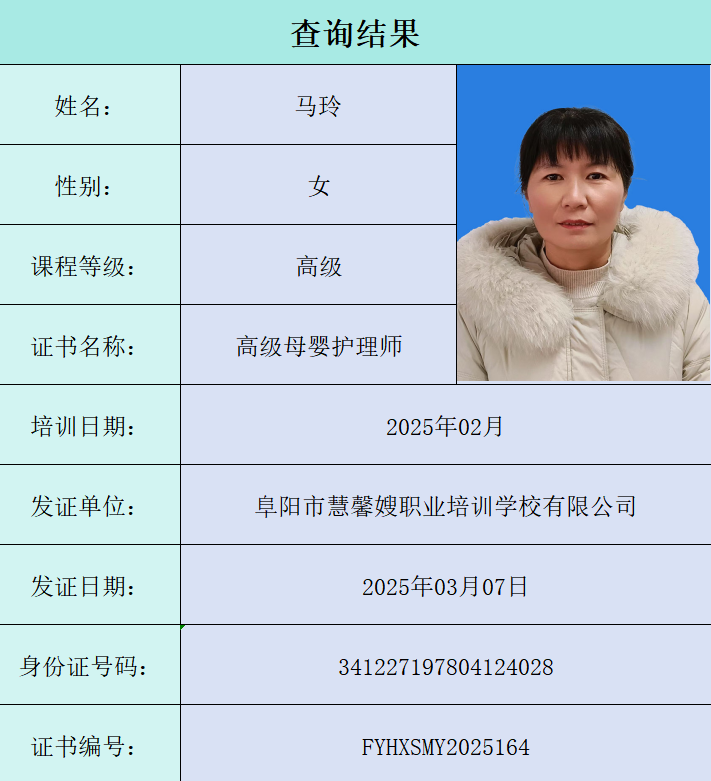 查询结果
姓名： 马玲
性别： 女
课程等级： 高级
证书名称： 高级母婴护理师
培训日期： 2025年02月
发证单位： 阜阳市慧馨嫂职业培训学校有限公司
发证日期： 2025年03月07日
身份证号码： 341227197804124028
证书编号： FYHXSMY2025164